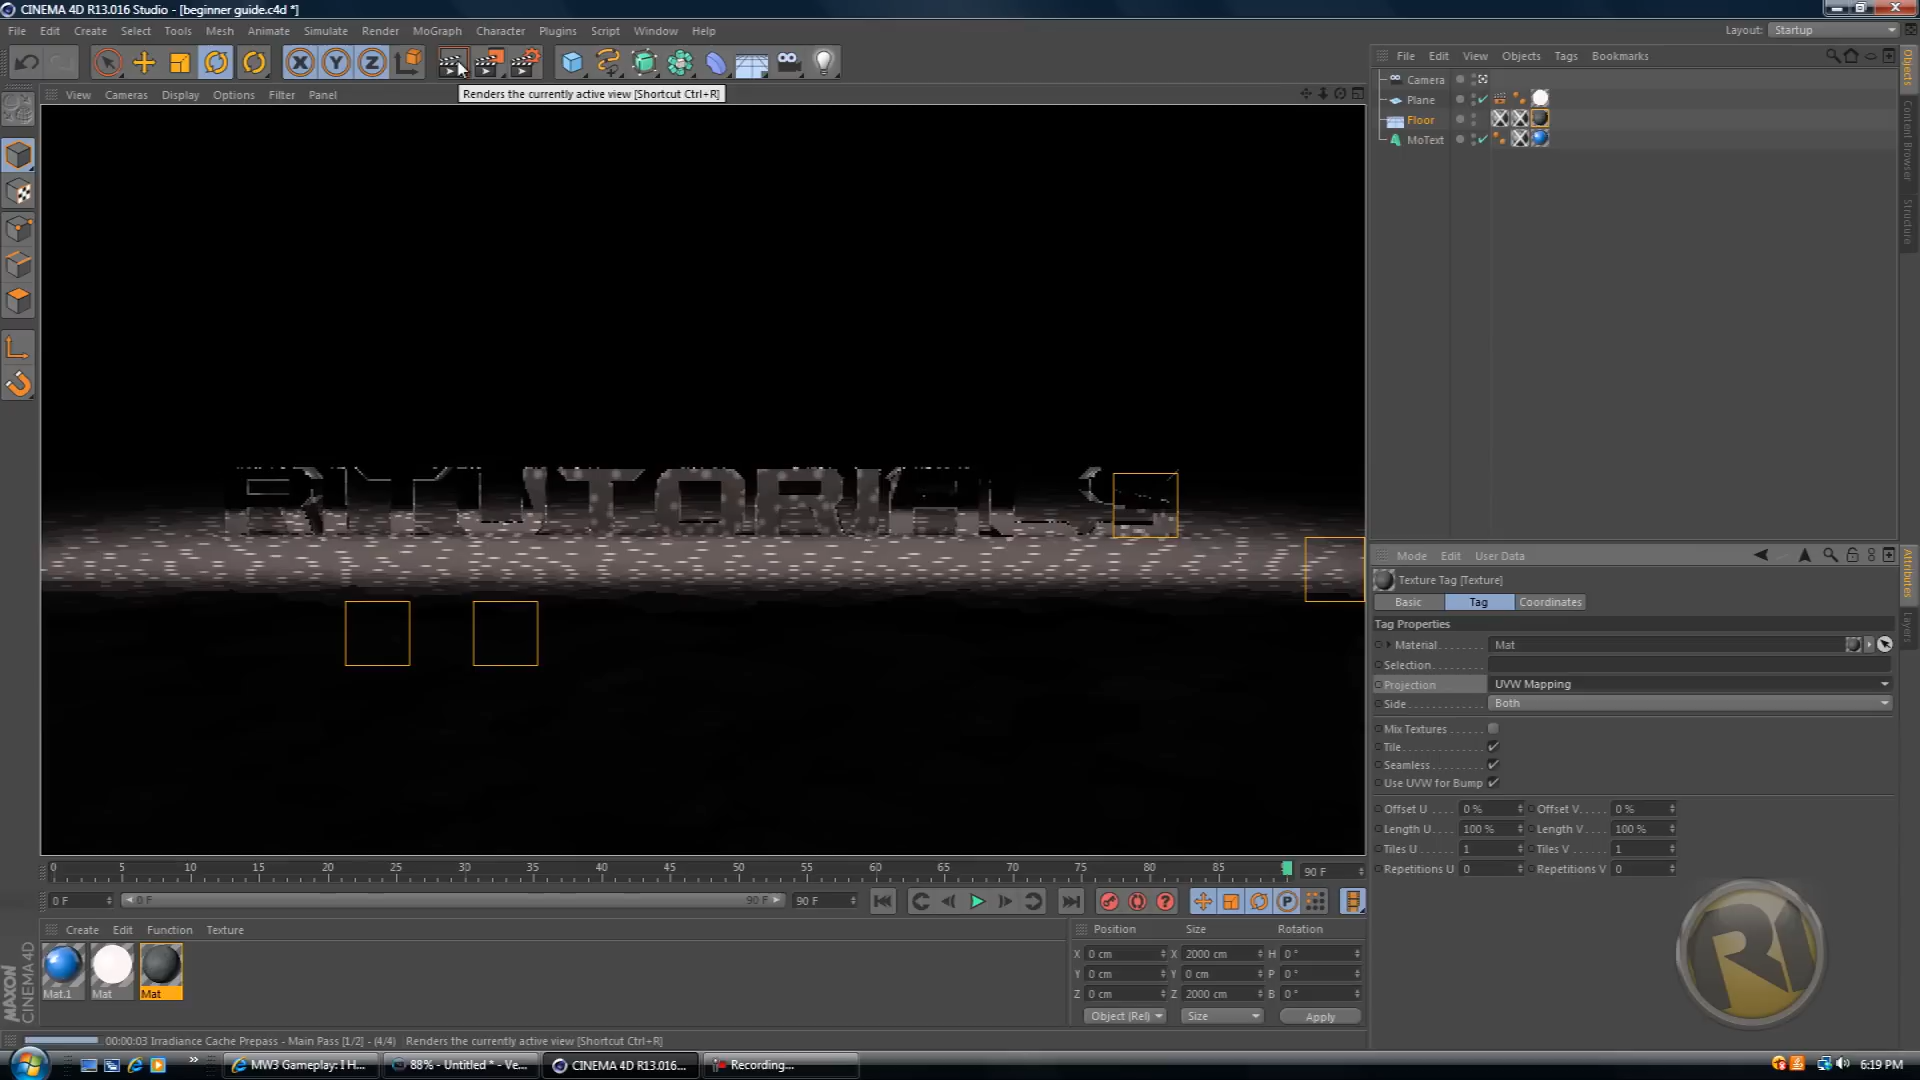 CINEMA 4D R13.016 Studio - [beginner guide.c4d *]
File Edit Create Select Tools Mesh Animate Simulate Render MoGraph Character Plugins Script Window Help
Layout: Startup
X Y Z
Renders the currently active view [Shortcut Ctrl+R]
View Cameras Display Options Filter Panel
File Edit View Objects Tags Bookmarks
Camera
Plane
Floor
MoText
Objects
Content Browser
Structure
Mode Edit User Data
Texture Tag [Texture]
Basic Tag Coordinates
Tag Properties
Material Mat
Selection
Projection UVW Mapping
Side Both
Mix Textures
Tile
Seamless
Use UVW for Bump
Offset U 0 % Offset V 0 %
Length U 100 % Length V 100 %
Tiles U 1 Tiles V 1
Repetitions U 0 Repetitions V 0
Attributes
Layers
0 5 10 15 20 25 30 35 40 45 50 55 60 65 70 75 80 85 90 F
0 F 0 F 90 F 90 F
Create Edit Function Texture
Mat.1 Mat Mat
Position Size Rotation
X 0 cm X 2000 cm H 0 °
Y 0 cm Y 0 cm P 0 °
Z 0 cm Z 2000 cm B 0 °
Object (Rel) Size Apply
MAXON
CINEMA 4D
00:00:03 Irradiance Cache Prepass - Main Pass [1/2] - (4/4) Renders the currently active view [Shortcut Ctrl+R]
MW3 Gameplay: I H... 88% - Untitled * - Ve... CINEMA 4D R13.016... Recording... 6:19 PM